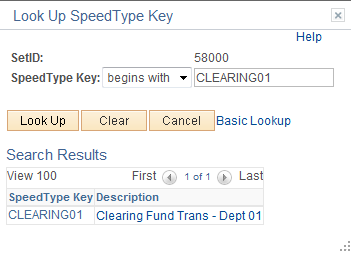 Look Up SpeedType Key
Help
SetID: 58000
SpeedType Key: begins with CLEARING01
Look Up Clear Cancel Basic Lookup
Search Results
View 100 First 1 of 1 Last
SpeedType Key Description
CLEARING01 Clearing Fund Trans - Dept 01